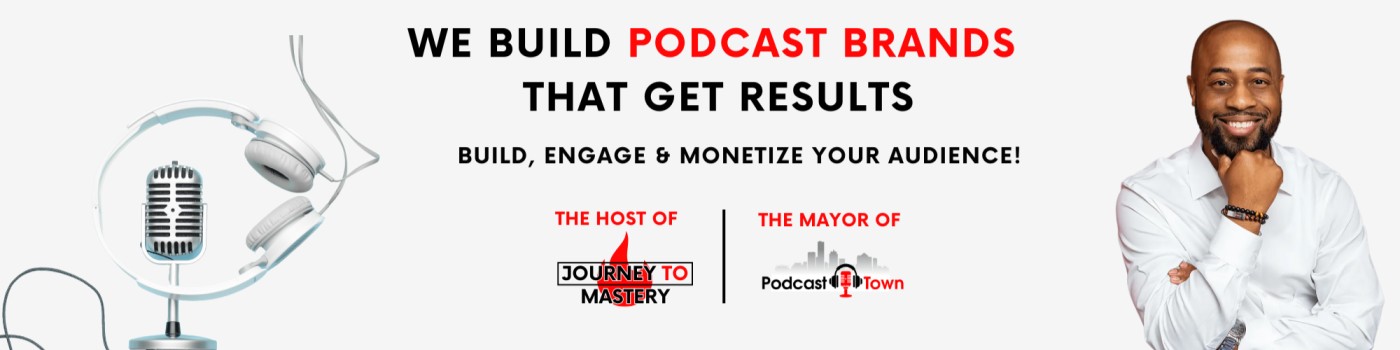 WE BUILD PODCAST BRANDS
THAT GET RESULTS
BUILD, ENGAGE & MONETIZE YOUR AUDIENCE!
THE HOST OF
JOURNEY TO
MASTERY
THE MAYOR OF
Podcast Town